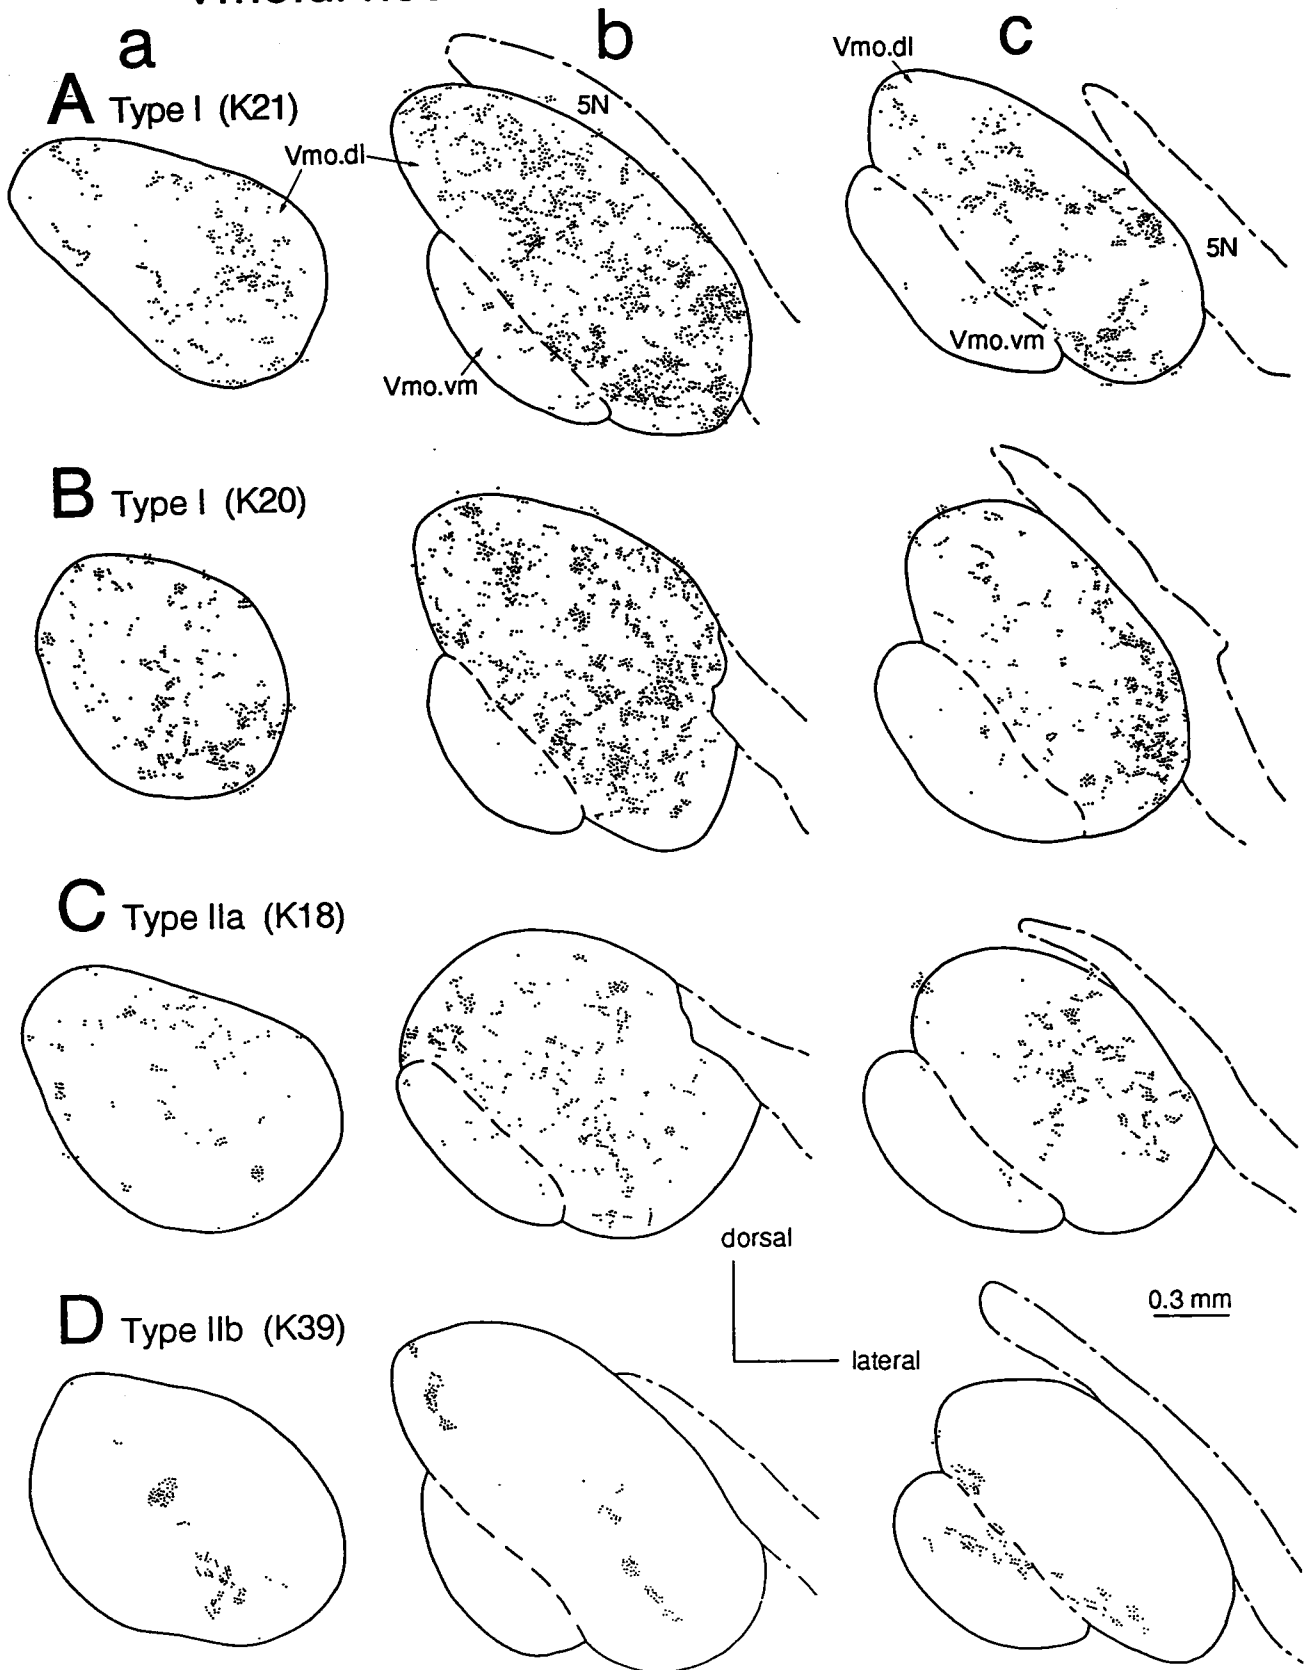 a
b
c
A Type I (K21)
Vmo.dl
5N
Vmo.vm
Vmo.dl
5N
Vmo.vm
B Type I (K20)
C Type IIa (K18)
dorsal
lateral
0.3 mm
D Type IIb (K39)